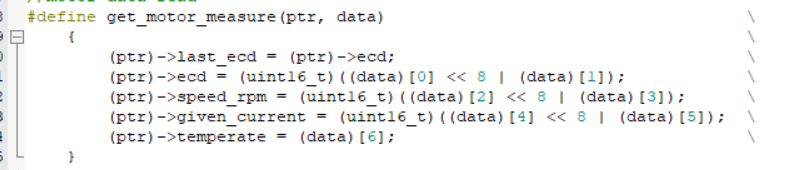 #define get_motor_measure(ptr, data) \
{ \
(ptr)->last_ecd = (ptr)->ecd; \
(ptr)->ecd = (uint16_t)((data)[0] << 8 | (data)[1]); \
(ptr)->speed_rpm = (uint16_t)((data)[2] << 8 | (data)[3]); \
(ptr)->given_current = (uint16_t)((data)[4] << 8 | (data)[5]); \
(ptr)->temperate = (data)[6]; \
}